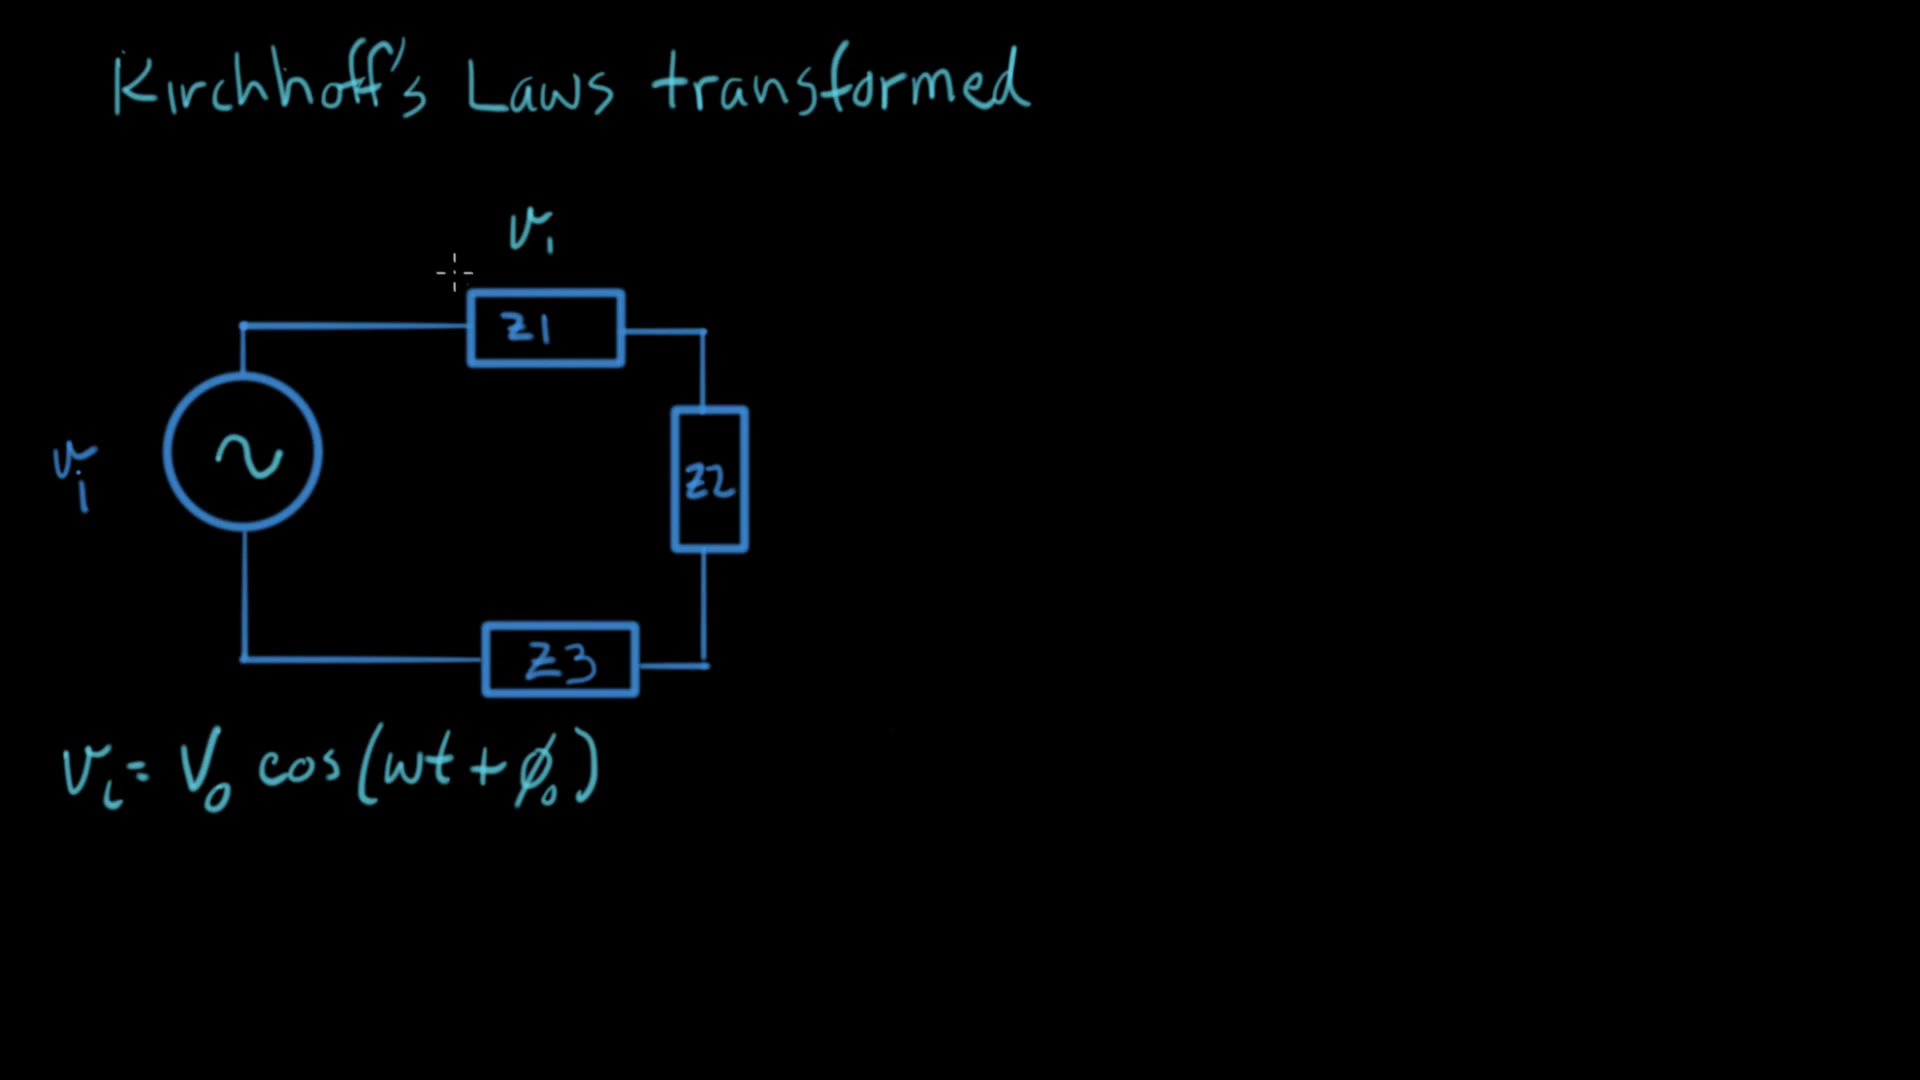 Kirchhoff's Laws transformed
v₁
z1
vᵢ
z2
z3
vᵢ = V₀ cos(ωt + ϕ₀)